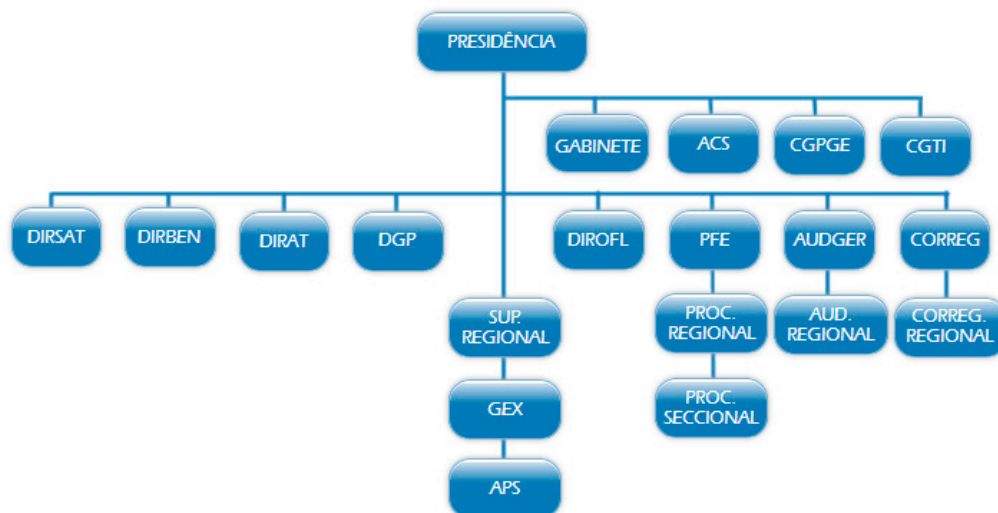 PRESIDÊNCIA
GABINETE
ACS
CGPGE
CGTI
DIRSAT
DIRBEN
DIRAT
DGP
DIROFL
PFE
AUDGER
CORREG
SUP.
REGIONAL
PROC.
REGIONAL
AUD.
REGIONAL
CORREG.
REGIONAL
GEX
PROC.
SECCIONAL
APS